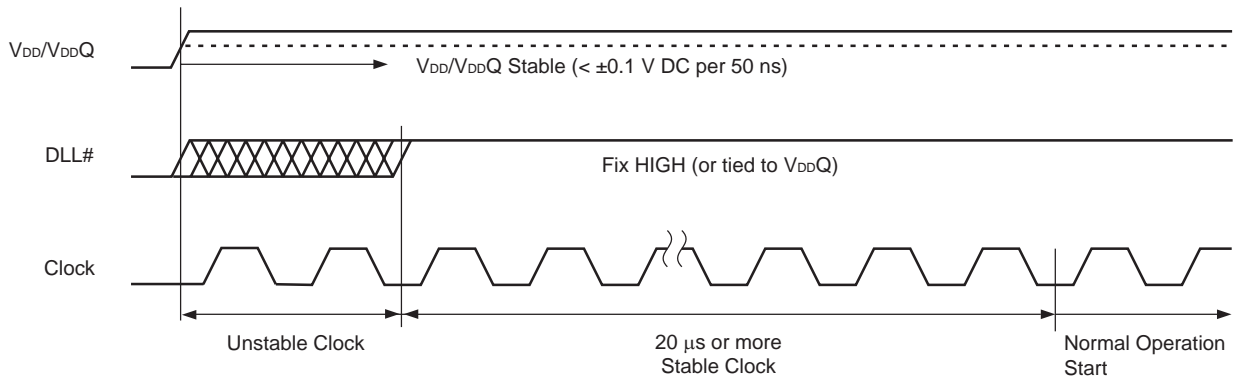 VDD/VDDQ
VDD/VDDQ Stable (< ±0.1 V DC per 50 ns)
DLL#
Fix HIGH (or tied to VDDQ)
Clock
Unstable Clock
20 μs or more
Stable Clock
Normal Operation
Start